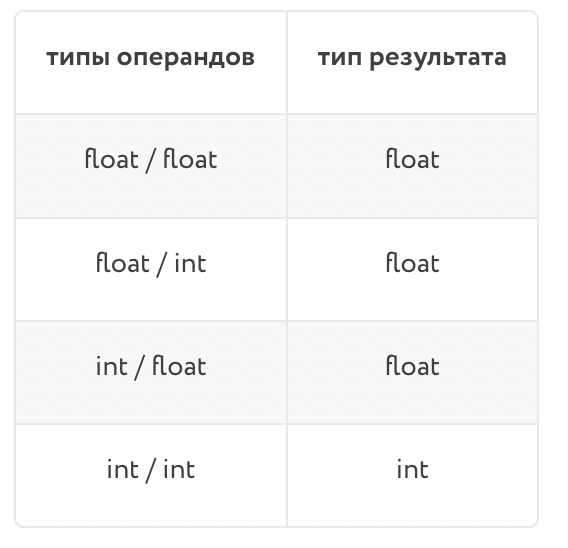 типы операндов тип результата
float / float float
float / int float
int / float float
int / int int